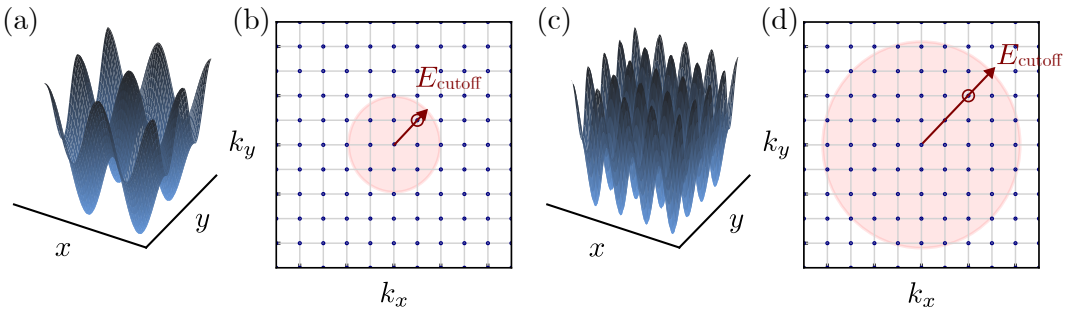 (a)
(b)
(c)
(d)
E_cutoff
E_cutoff
k_y
k_y
y
y
x
x
k_x
k_x